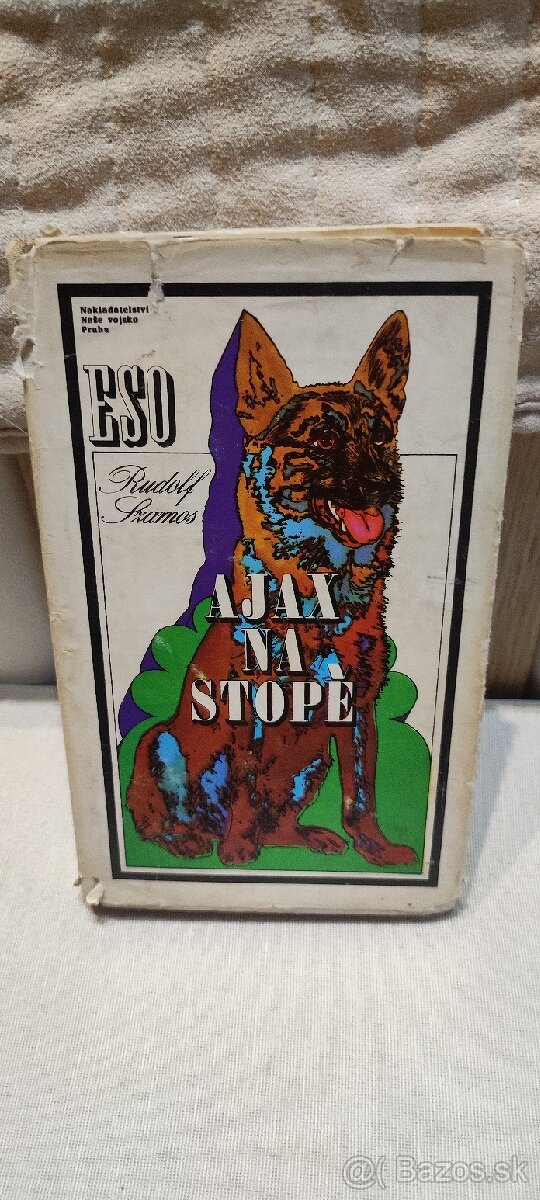 Nakladatelství
Naše vojsko
Praha
ESO
Rudolf
Szamos
AJAX
NA
STOPĚ
@ Bazos.sk